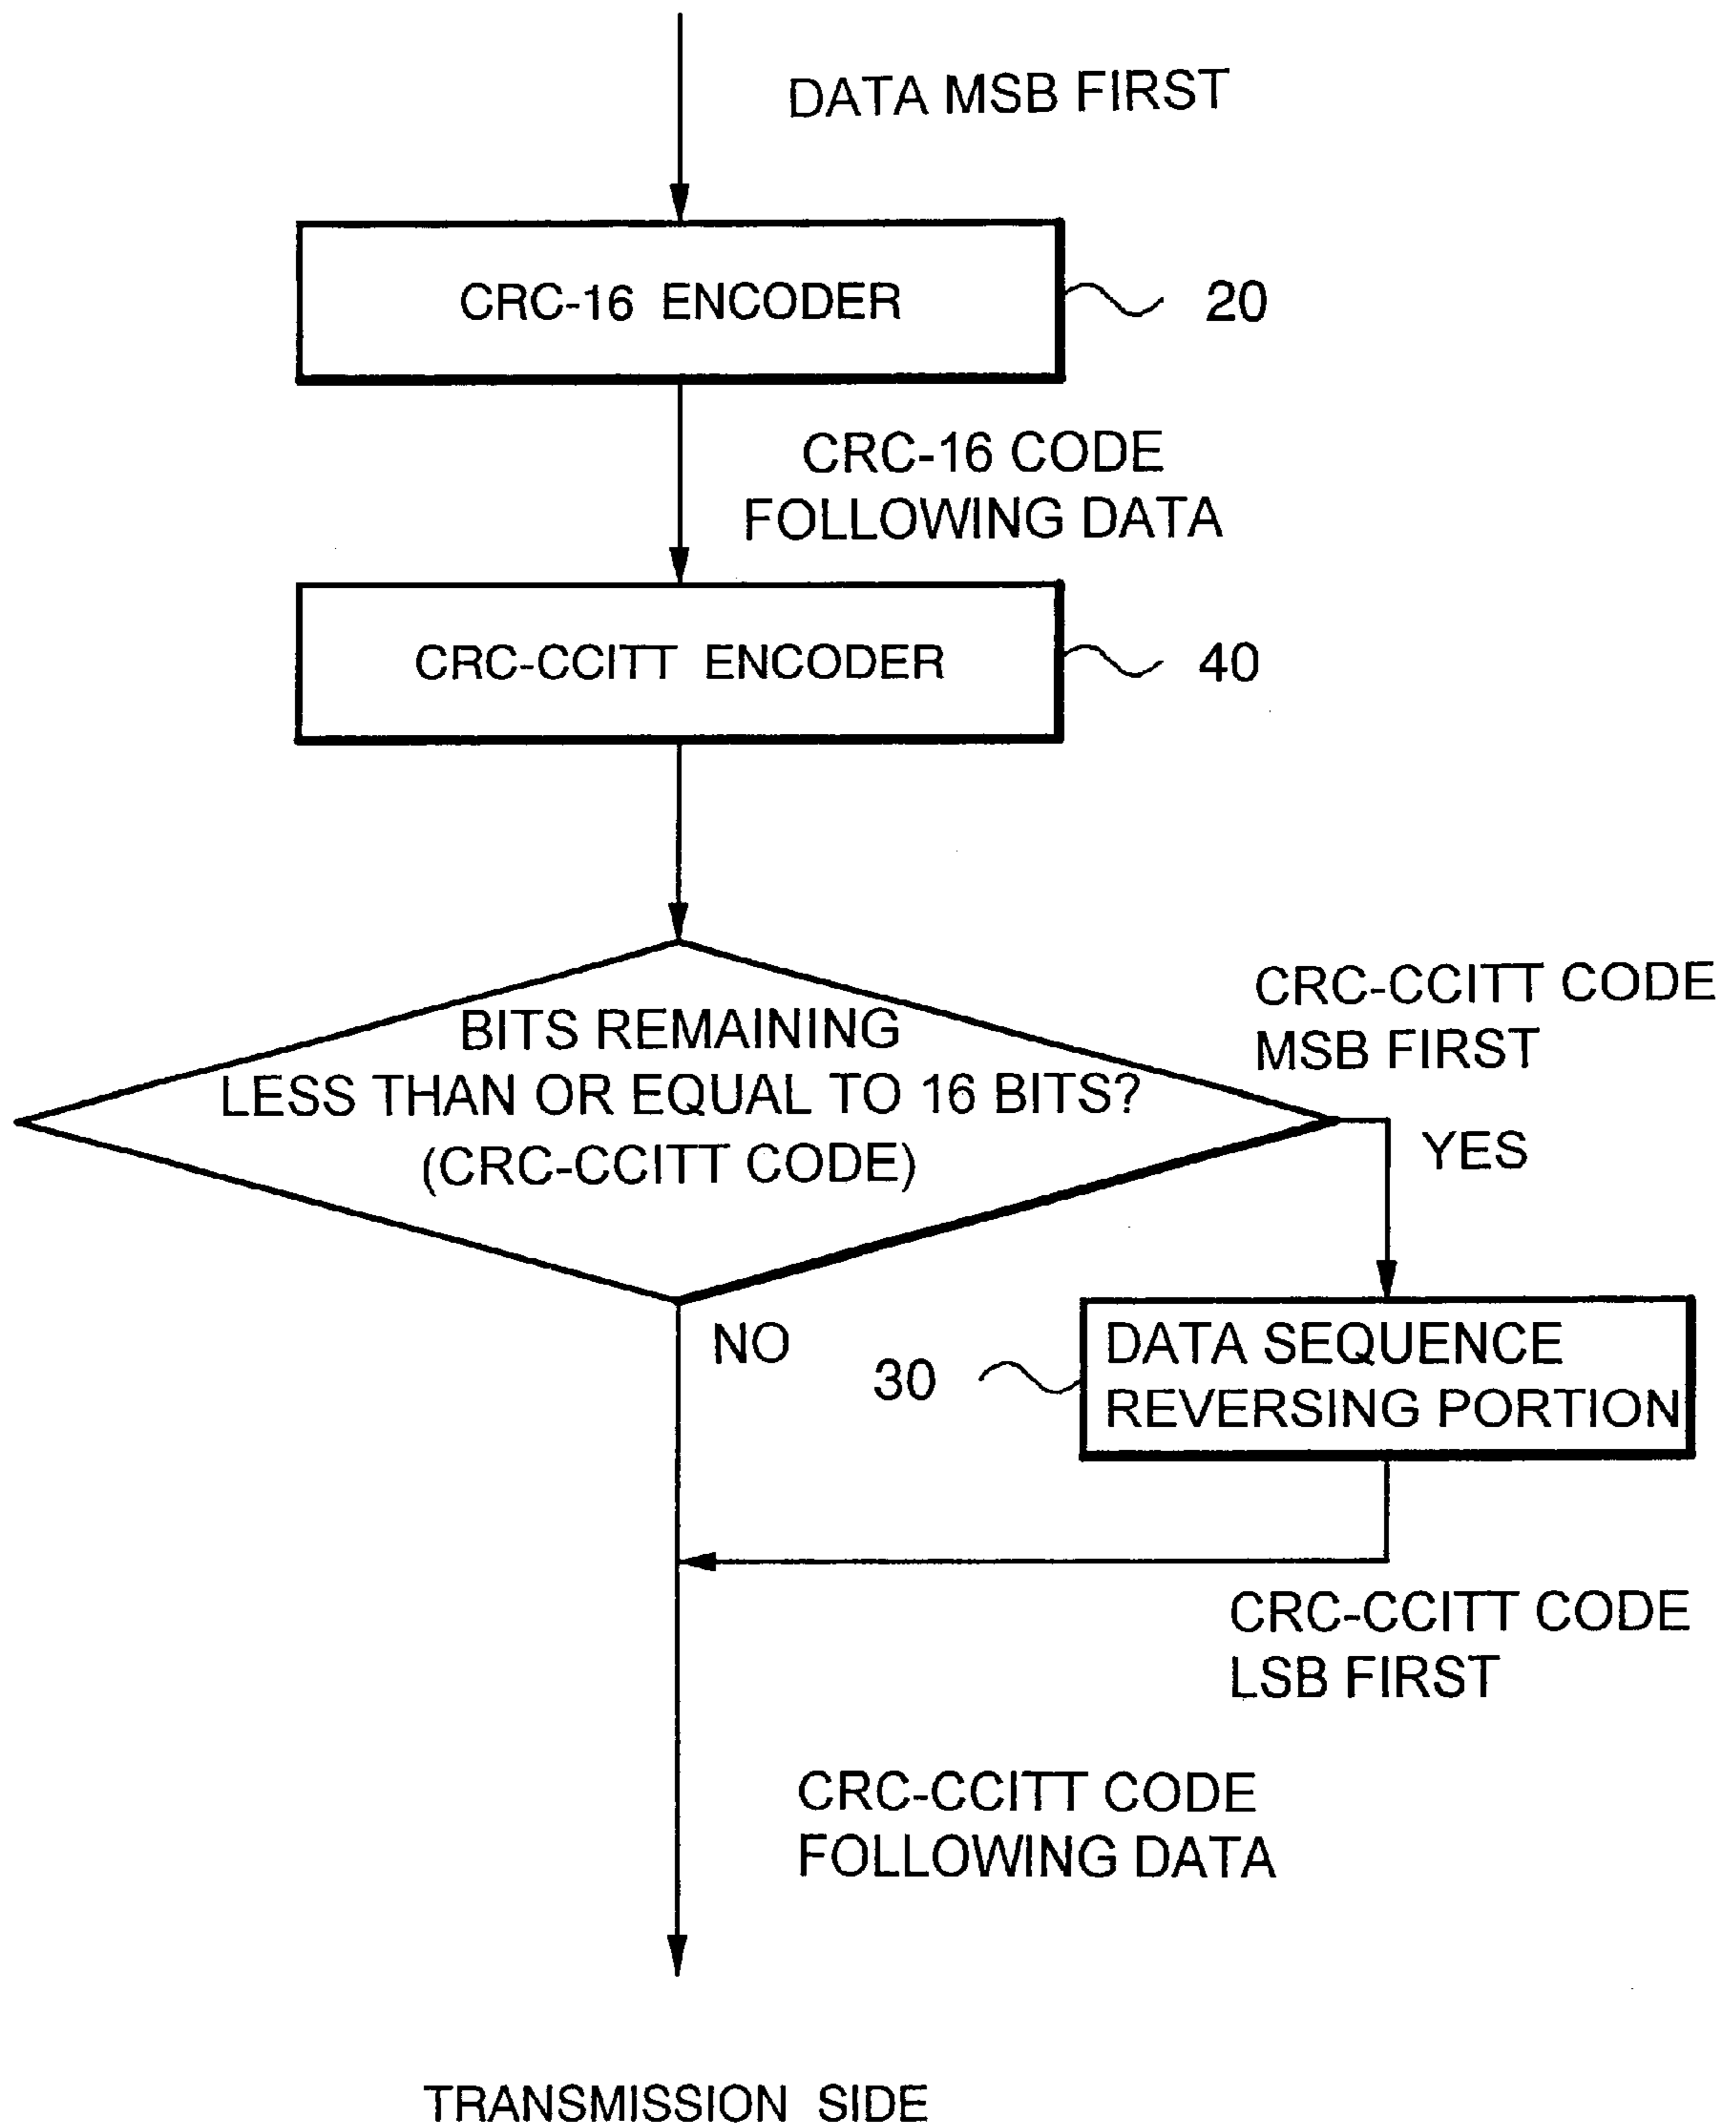 DATA MSB FIRST
CRC-16 ENCODER
20
CRC-16 CODE
FOLLOWING DATA
CRC-CCITT ENCODER
40
BITS REMAINING
LESS THAN OR EQUAL TO 16 BITS?
(CRC-CCITT CODE)
CRC-CCITT CODE
MSB FIRST
YES
NO
30
DATA SEQUENCE
REVERSING PORTION
CRC-CCITT CODE
LSB FIRST
CRC-CCITT CODE
FOLLOWING DATA
TRANSMISSION SIDE